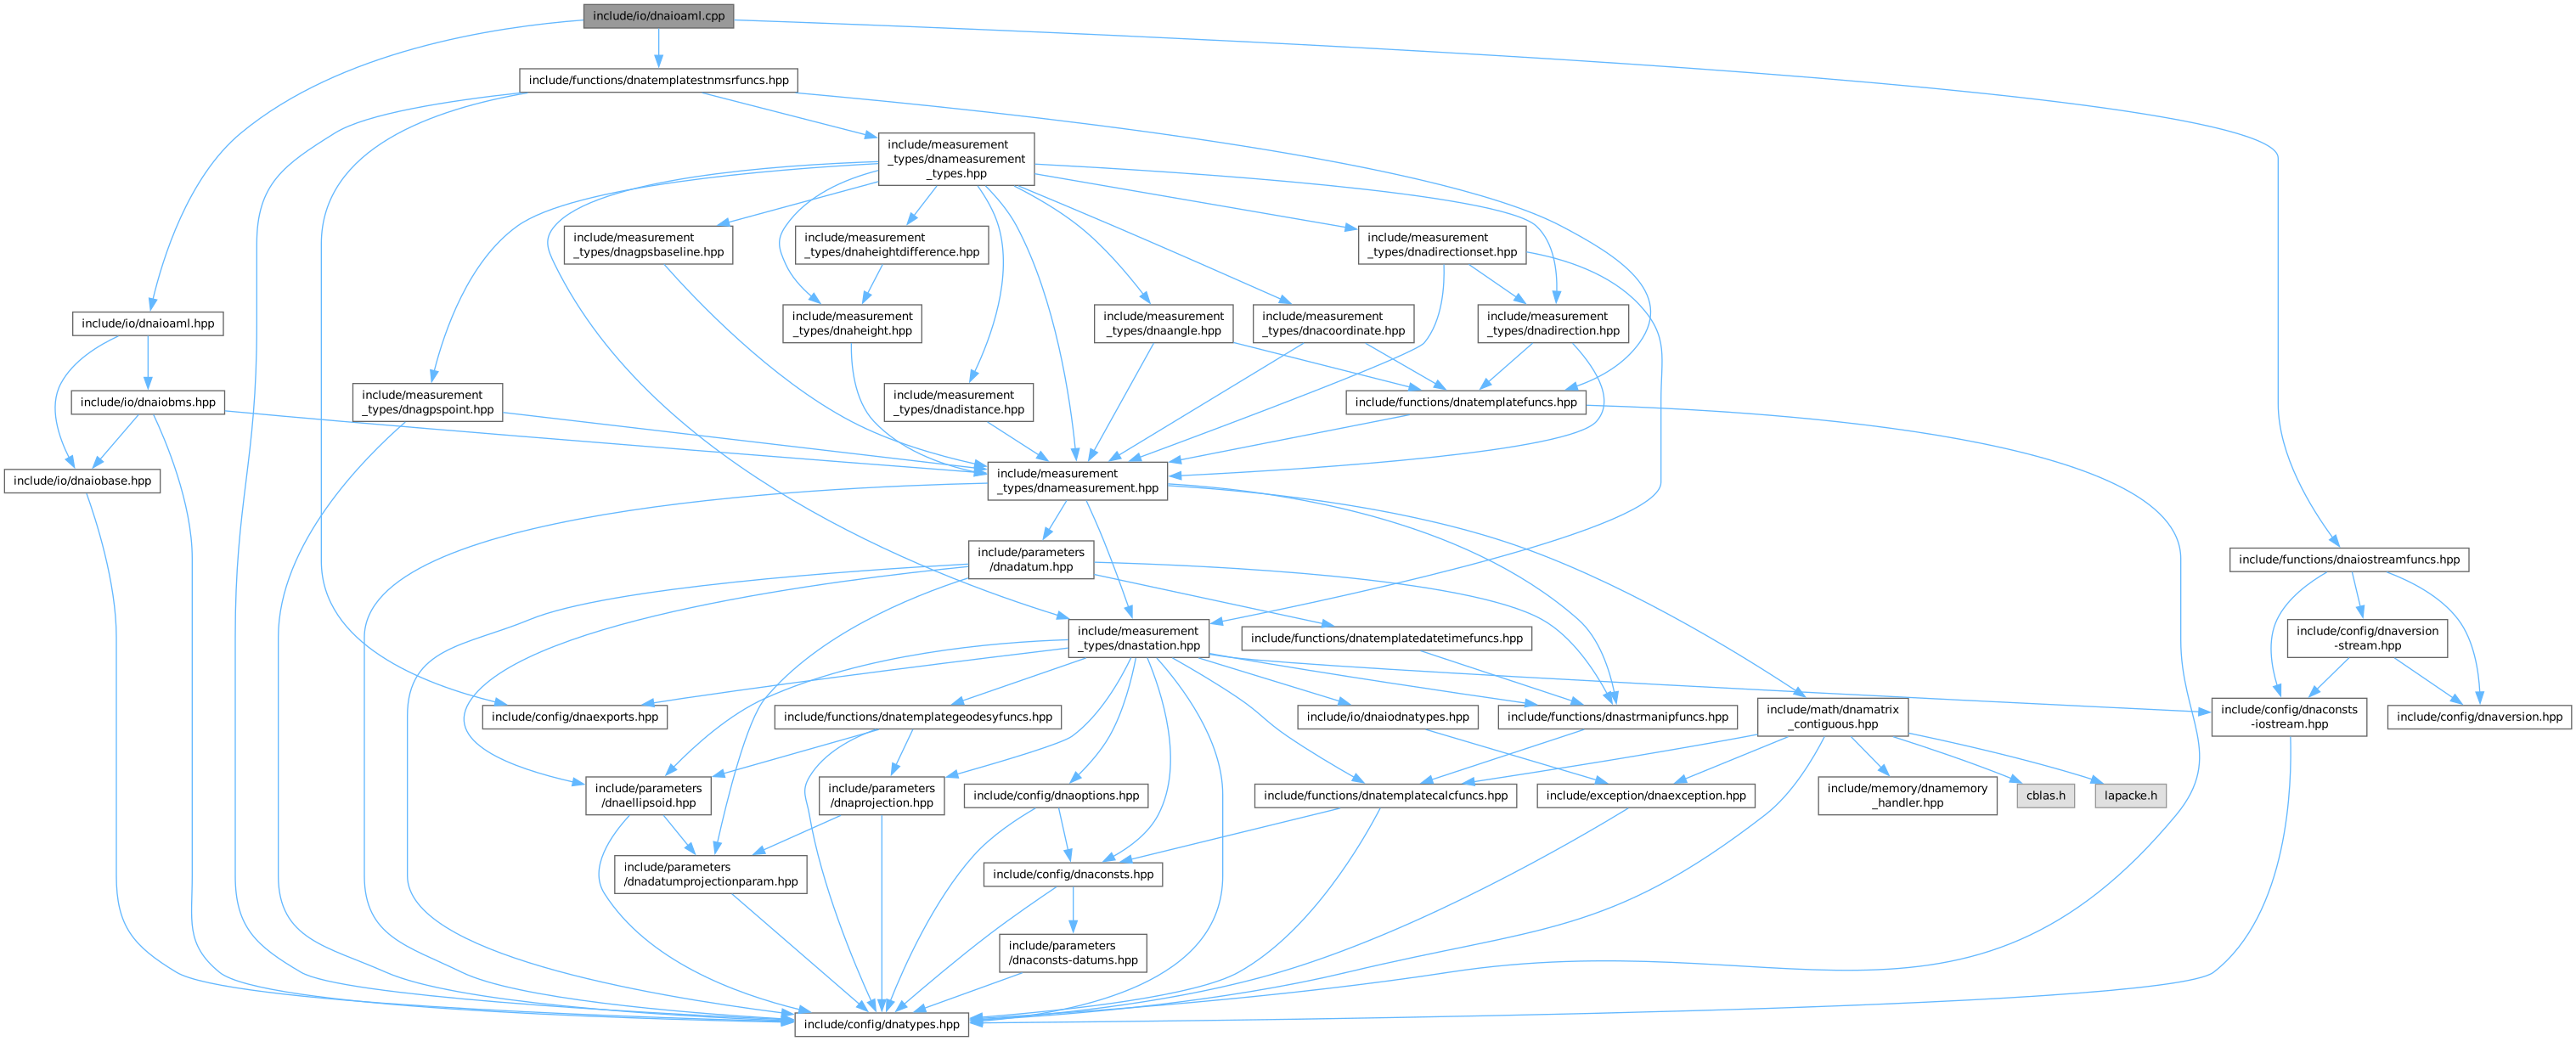 include/io/dnaioaml.cpp
include/functions/dnatemplatestnmsrfuncs.hpp
include/measurement
_types/dnameasurement
_types.hpp
include/measurement
_types/dnagpsbaseline.hpp
include/measurement
_types/dnaheightdifference.hpp
include/measurement
_types/dnadirectionset.hpp
include/io/dnaioaml.hpp
include/measurement
_types/dnaheight.hpp
include/measurement
_types/dnaangle.hpp
include/measurement
_types/dnacoordinate.hpp
include/measurement
_types/dnadirection.hpp
include/io/dnaiobms.hpp
include/measurement
_types/dnagpspoint.hpp
include/measurement
_types/dnadistance.hpp
include/functions/dnatemplatefuncs.hpp
include/io/dnaiobase.hpp
include/measurement
_types/dnameasurement.hpp
include/parameters
/dnadatum.hpp
include/functions/dnaiostreamfuncs.hpp
include/measurement
_types/dnastation.hpp
include/functions/dnatemplatedatetimefuncs.hpp
include/config/dnaversion
-stream.hpp
include/config/dnaexports.hpp
include/functions/dnatemplategeodesyfuncs.hpp
include/io/dnaiodnatypes.hpp
include/functions/dnastrmanipfuncs.hpp
include/math/dnamatrix
_contiguous.hpp
include/config/dnaconsts
-iostream.hpp
include/config/dnaversion.hpp
include/parameters
/dnaellipsoid.hpp
include/parameters
/dnaprojection.hpp
include/config/dnaoptions.hpp
include/functions/dnatemplatecalcfuncs.hpp
include/exception/dnaexception.hpp
include/memory/dnamemory
_handler.hpp
cblas.h
lapacke.h
include/parameters
/dnadatumprojectionparam.hpp
include/config/dnaconsts.hpp
include/parameters
/dnaconsts-datums.hpp
include/config/dnatypes.hpp